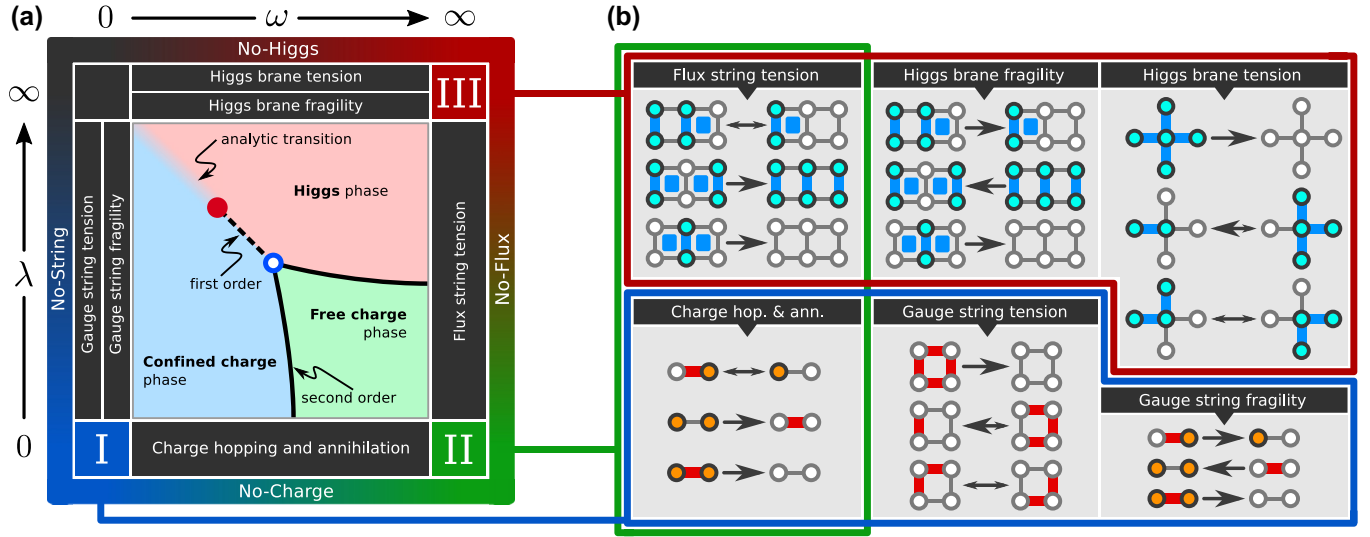 (a)
0
ω
∞
No-Higgs
Higgs brane tension
Higgs brane fragility
III
∞
λ
0
No-String
Gauge string tension
Gauge string fragility
analytic transition
Higgs phase
first order
Free charge
phase
Confined charge
phase
second order
Flux string tension
No-Flux
I
Charge hopping and annihilation
II
No-Charge
(b)
Flux string tension
Higgs brane fragility
Higgs brane tension
Charge hop. & ann.
Gauge string tension
Gauge string fragility